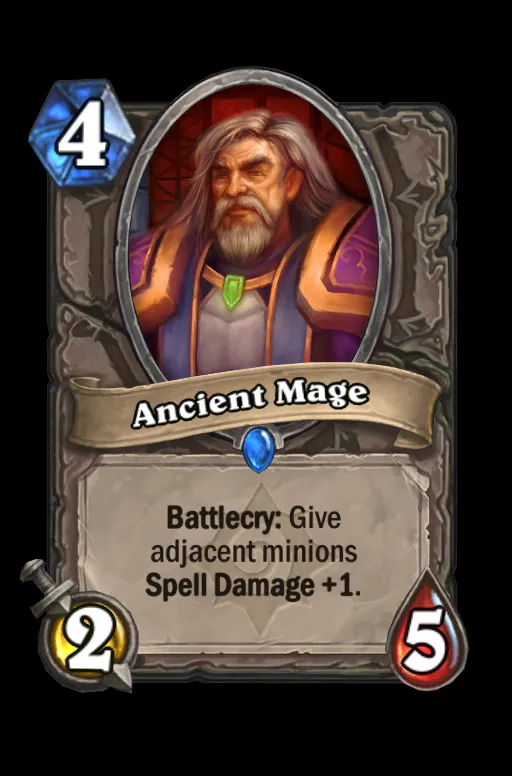 4
Ancient Mage
Battlecry: Give
adjacent minions
Spell Damage +1.
2
5